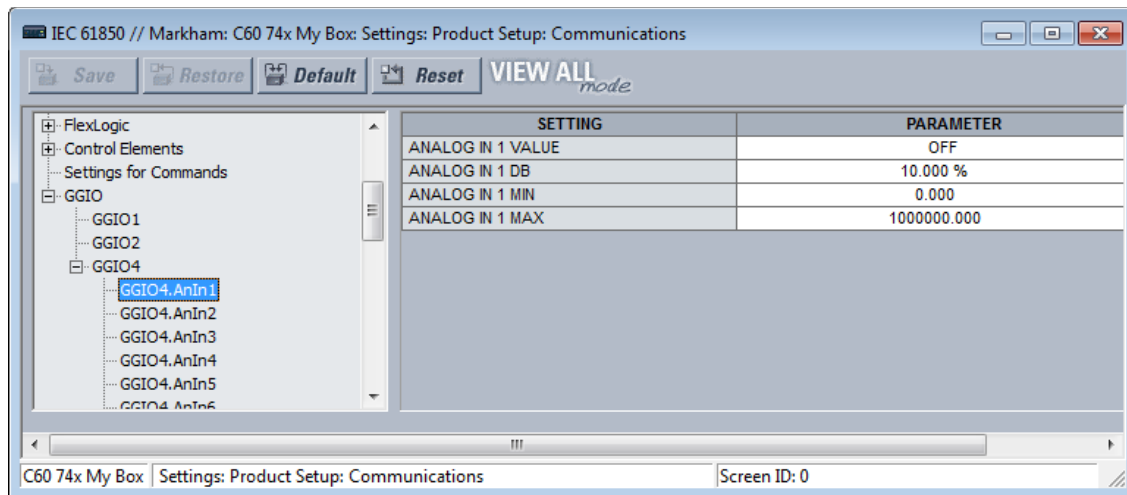 IEC 61850 // Markham: C60 74x My Box: Settings: Product Setup: Communications
Save Restore Default Reset VIEW ALL mode
FlexLogic
Control Elements
Settings for Commands
GGIO
GGIO1
GGIO2
GGIO4
GGIO4.AnIn1
GGIO4.AnIn2
GGIO4.AnIn3
GGIO4.AnIn4
GGIO4.AnIn5
GGIO4.AnIn6
SETTING PARAMETER
ANALOG IN 1 VALUE OFF
ANALOG IN 1 DB 10.000 %
ANALOG IN 1 MIN 0.000
ANALOG IN 1 MAX 1000000.000
C60 74x My Box Settings: Product Setup: Communications Screen ID: 0